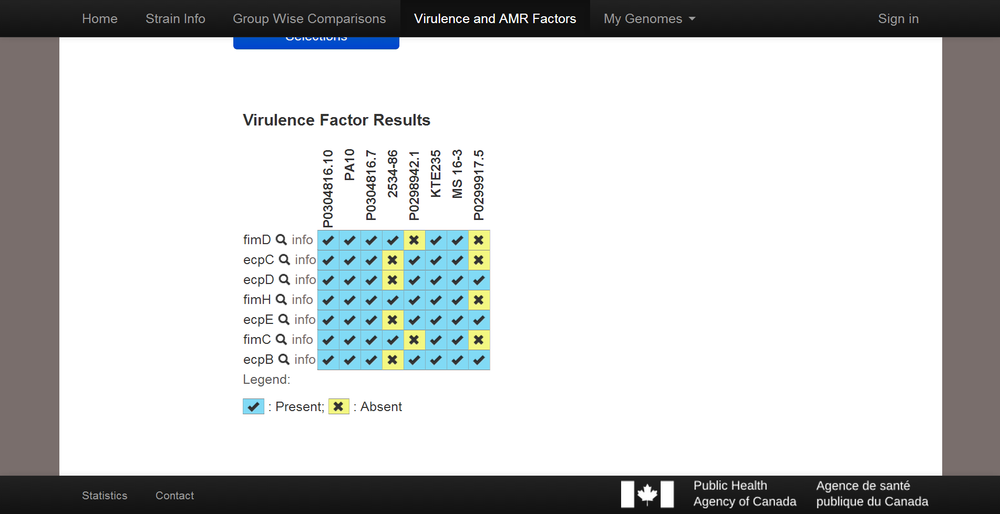 Home Strain Info Group Wise Comparisons Virulence and AMR Factors My Genomes Sign in
Selections
Virulence Factor Results
P0304816.10 PA10 P0304816.7 2534-86 P0298942.1 KTE235 MS 16-3 P0299917.5
fimD info
ecpC info
ecpD info
fimH info
ecpE info
fimC info
ecpB info
Legend:
: Present; : Absent
Statistics Contact
Public Health
Agency of Canada
Agence de santé
publique du Canada